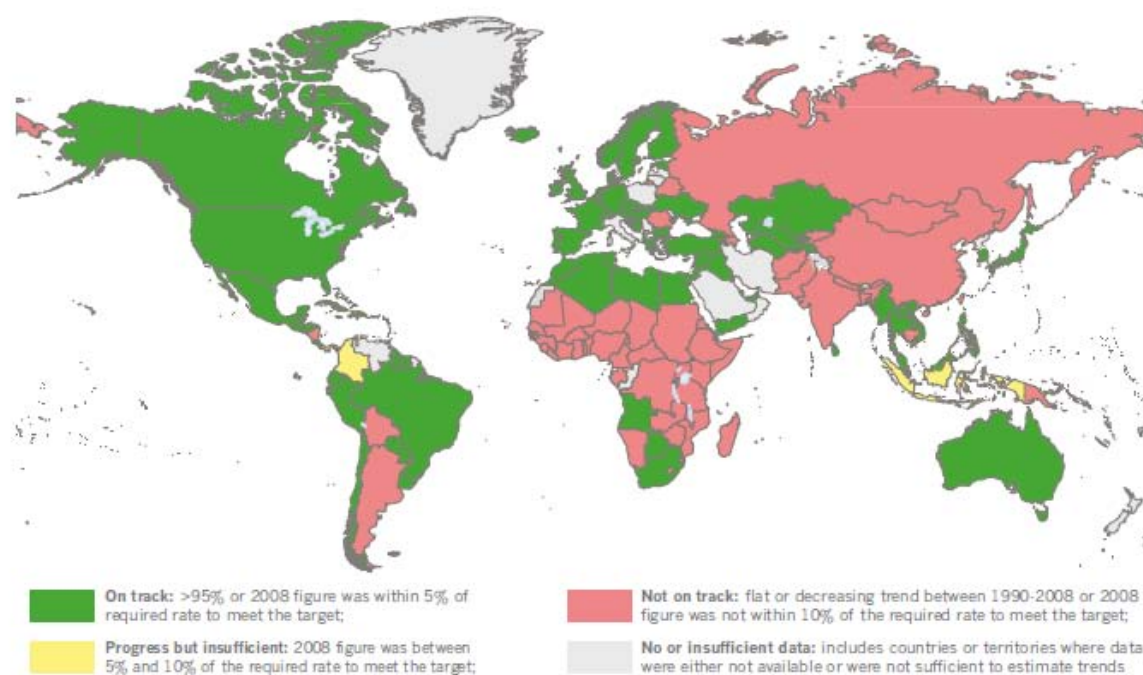 On track: >95% or 2008 figure was within 5% of
required rate to meet the target;
Progress but insufficient: 2008 figure was between
5% and 10% of the required rate to meet the target;
Not on track: flat or decreasing trend between 1990-2008 or 2008
figure was not within 10% of the required rate to meet the target;
No or insufficient data: includes countries or territories where data
were either not available or were not sufficient to estimate trends